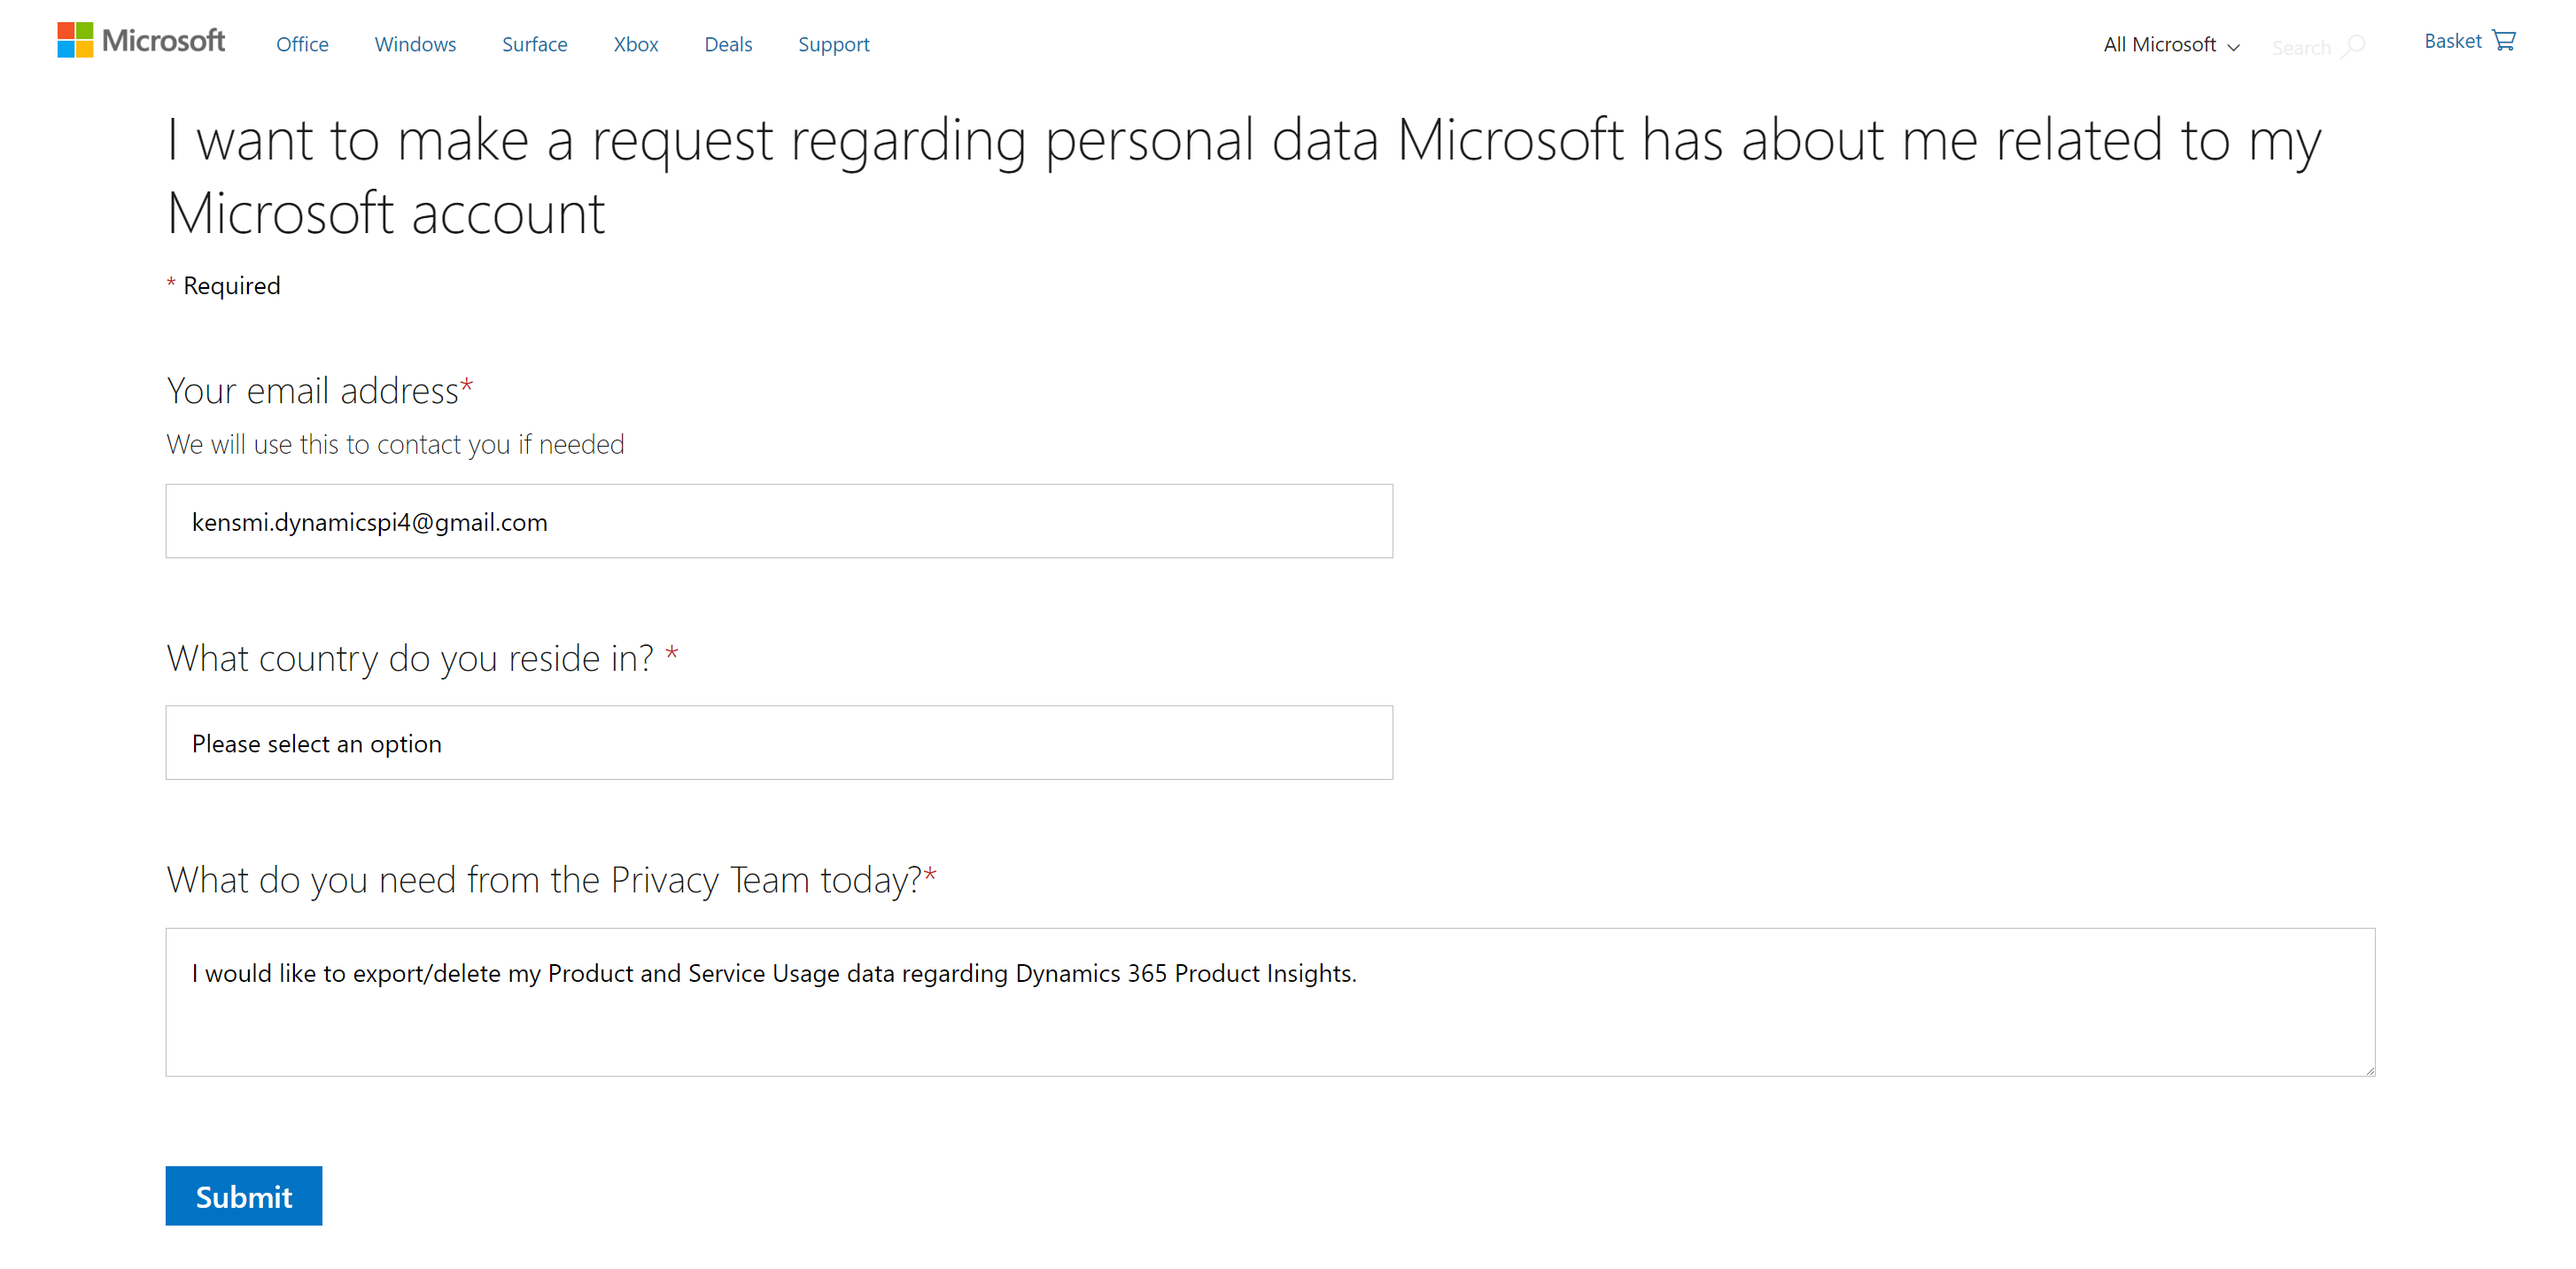 Microsoft Office Windows Surface Xbox Deals Support All Microsoft Search Basket
I want to make a request regarding personal data Microsoft has about me related to my
Microsoft account
* Required
Your email address*
We will use this to contact you if needed
kensmi.dynamicspi4@gmail.com
What country do you reside in? *
Please select an option
What do you need from the Privacy Team today?*
I would like to export/delete my Product and Service Usage data regarding Dynamics 365 Product Insights.
Submit